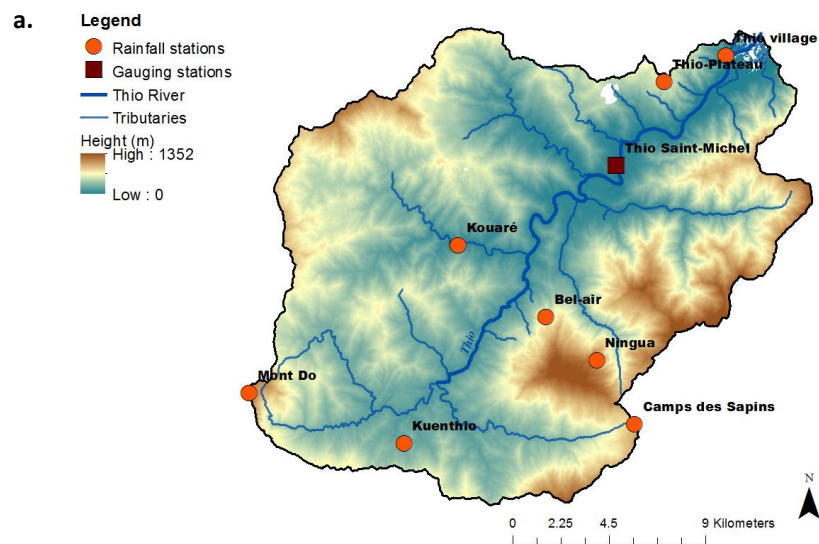 a.
Legend
Rainfall stations
Gauging stations
Thio River
Tributaries
Height (m)
High : 1352
Low : 0
Thio village
Thio-Plateau
Thio Saint-Michel
Kouaré
Bel-air
Thio
Ningua
Mont Do
Camps des Sapins
Kuenthio
N
0 2.25 4.5 9 Kilometers